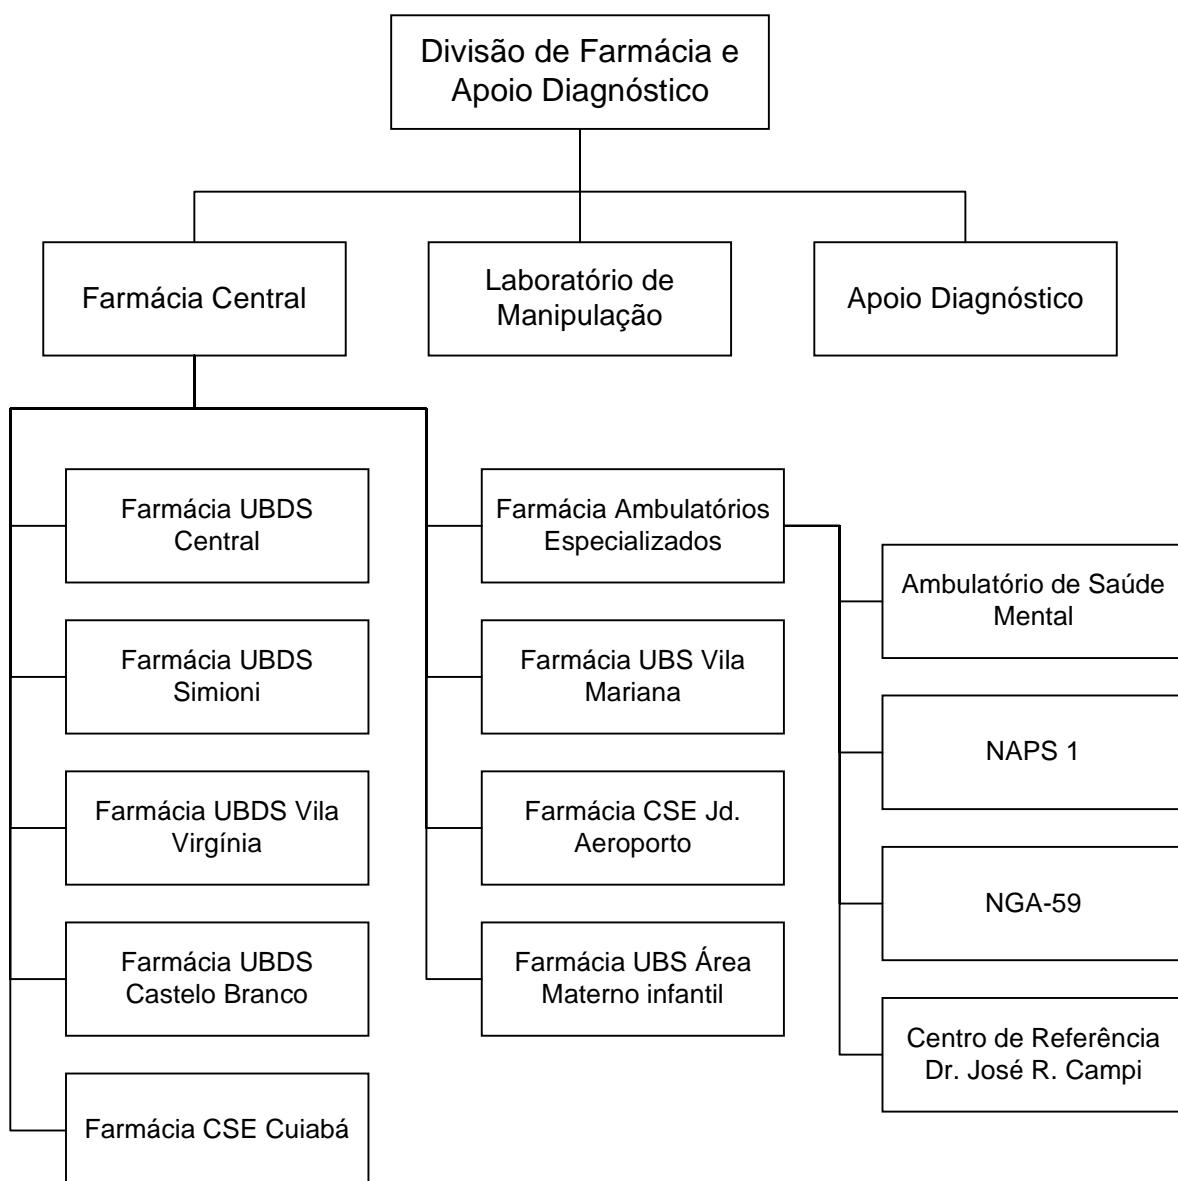 Divisão de Farmácia e
Apoio Diagnóstico
Farmácia Central
Laboratório de
Manipulação
Apoio Diagnóstico
Farmácia UBDS
Central
Farmácia UBDS
Simioni
Farmácia UBDS Vila
Virgínia
Farmácia UBDS
Castelo Branco
Farmácia CSE Cuiabá
Farmácia Ambulatórios
Especializados
Farmácia UBS Vila
Mariana
Farmácia CSE Jd.
Aeroporto
Farmácia UBS Área
Materno infantil
Ambulatório de Saúde
Mental
NAPS 1
NGA-59
Centro de Referência
Dr. José R. Campi